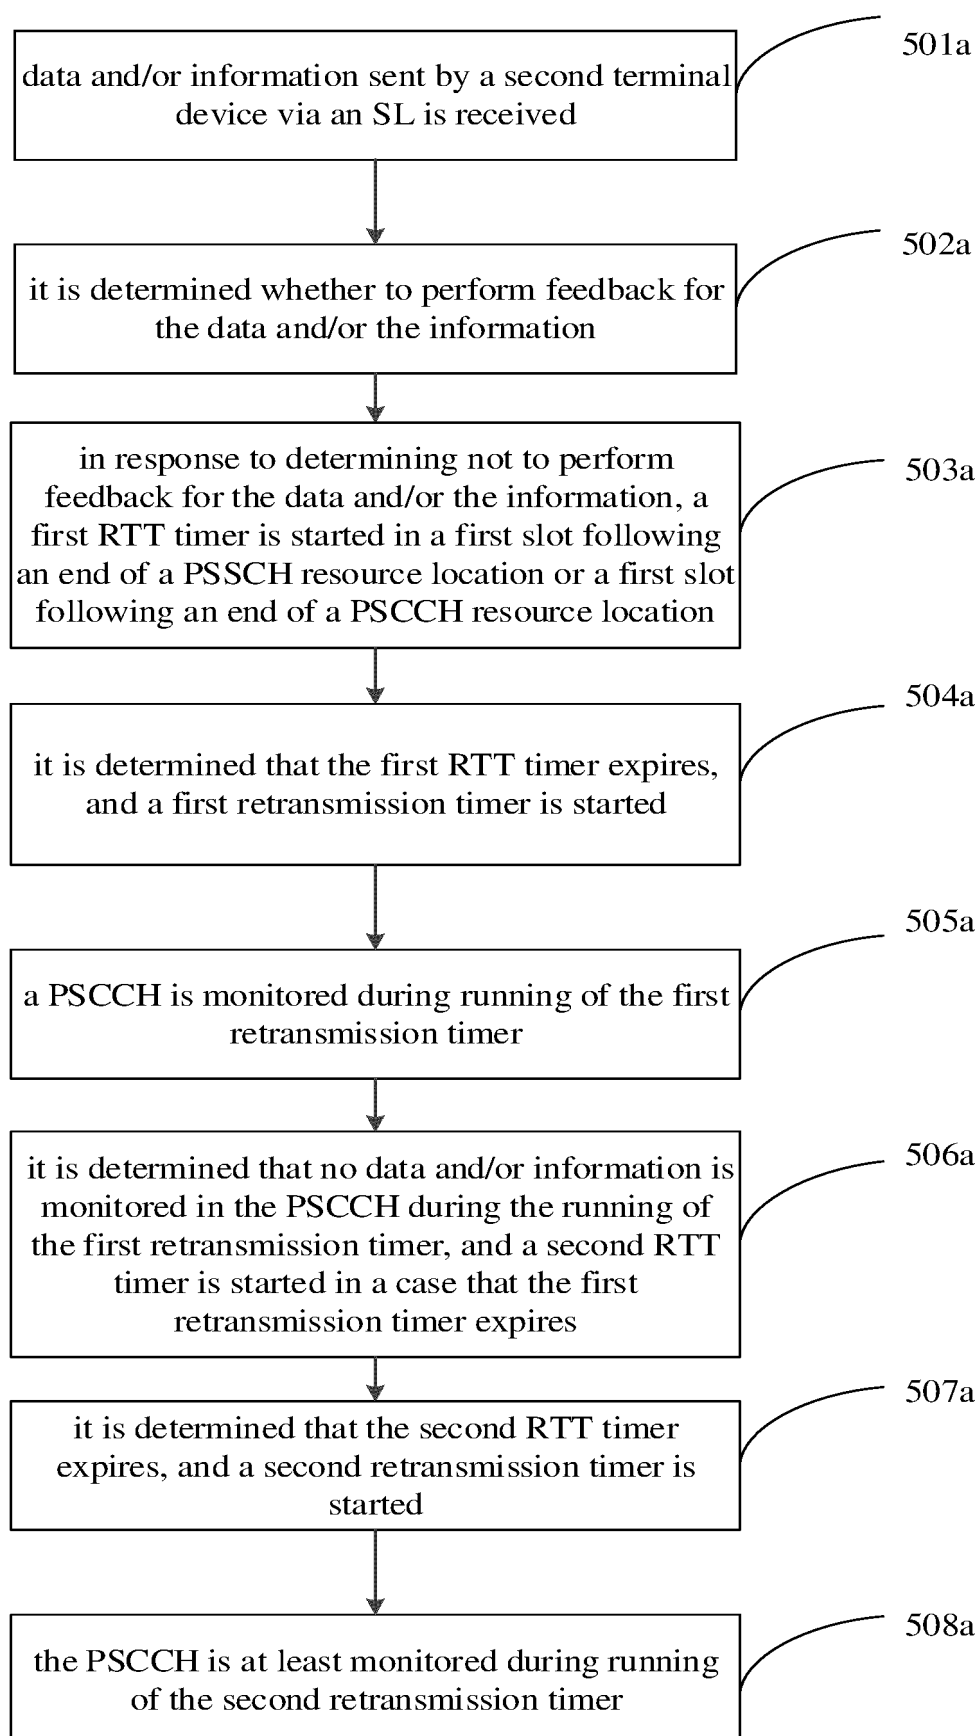 501a
data and/or information sent by a second terminal
device via an SL is received
502a
it is determined whether to perform feedback for
the data and/or the information
503a
in response to determining not to perform
feedback for the data and/or the information, a
first RTT timer is started in a first slot following
an end of a PSSCH resource location or a first slot
following an end of a PSCCH resource location
504a
it is determined that the first RTT timer expires,
and a first retransmission timer is started
505a
a PSCCH is monitored during running of the first
retransmission timer
506a
it is determined that no data and/or information is
monitored in the PSCCH during the running of
the first retransmission timer, and a second RTT
timer is started in a case that the first
retransmission timer expires
507a
it is determined that the second RTT timer
expires, and a second retransmission timer is
started
508a
the PSCCH is at least monitored during running
of the second retransmission timer